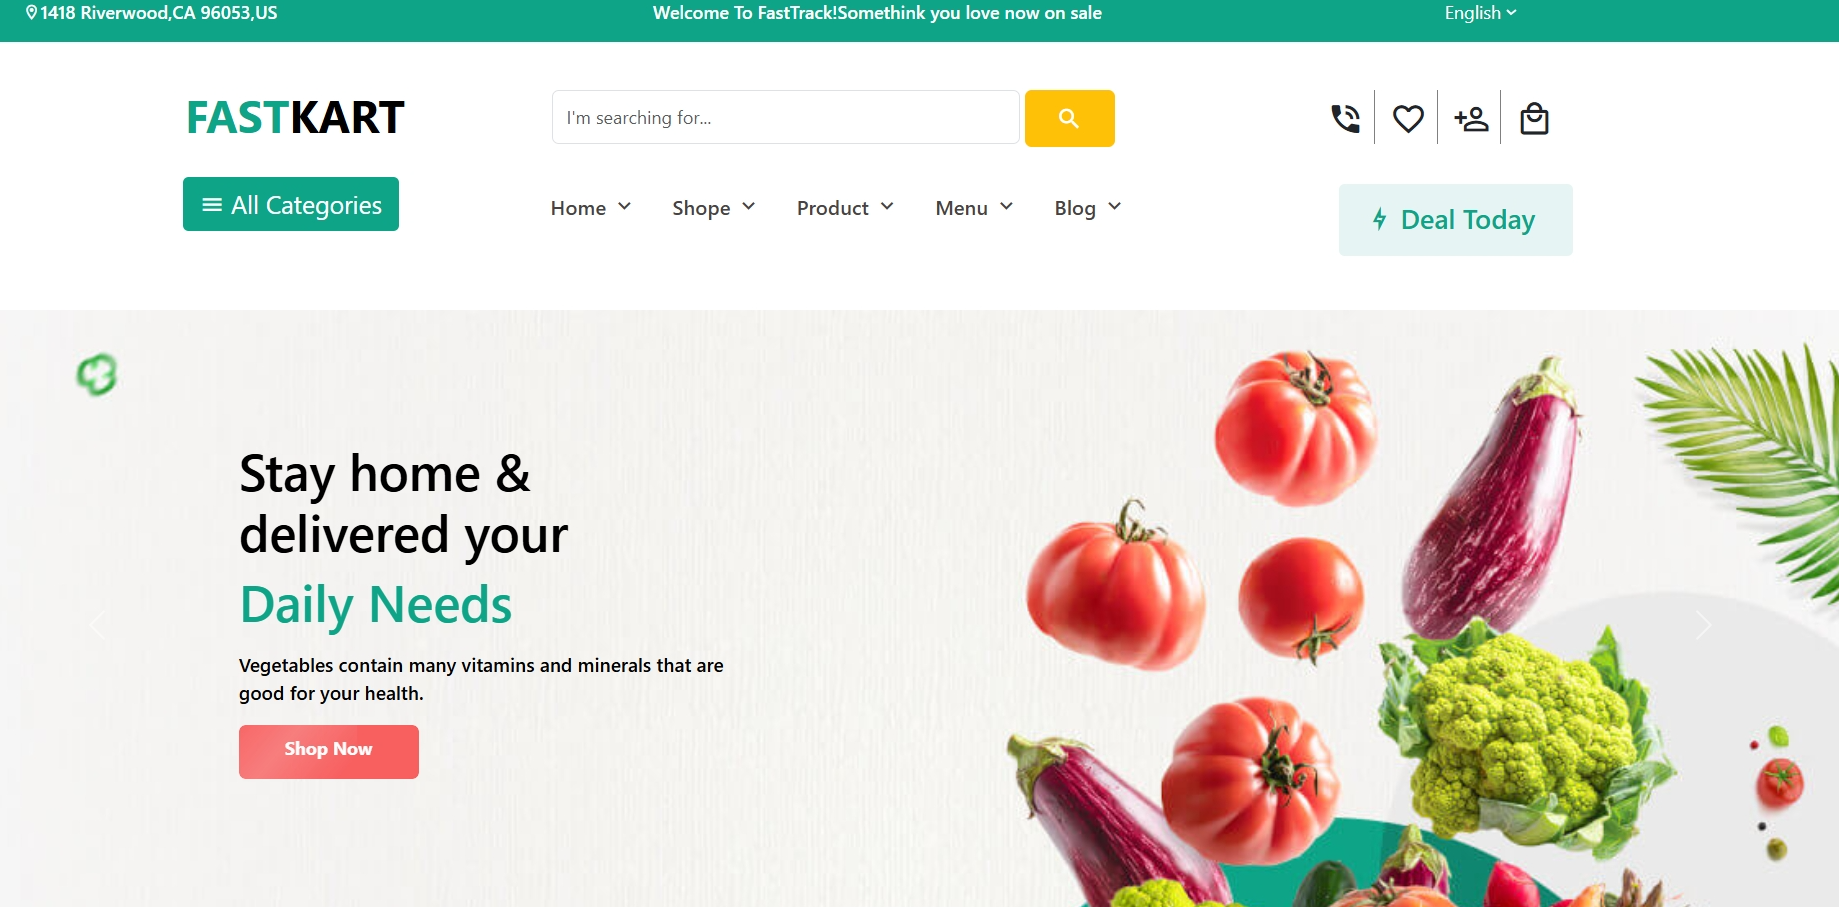 1418 Riverwood,CA 96053,US
Welcome To FastTrack!Somethink you love now on sale
English
FASTKART
I'm searching for...
All Categories
Home
Shope
Product
Menu
Blog
Deal Today
Stay home &
delivered your
Daily Needs
Vegetables contain many vitamins and minerals that are
good for your health.
Shop Now